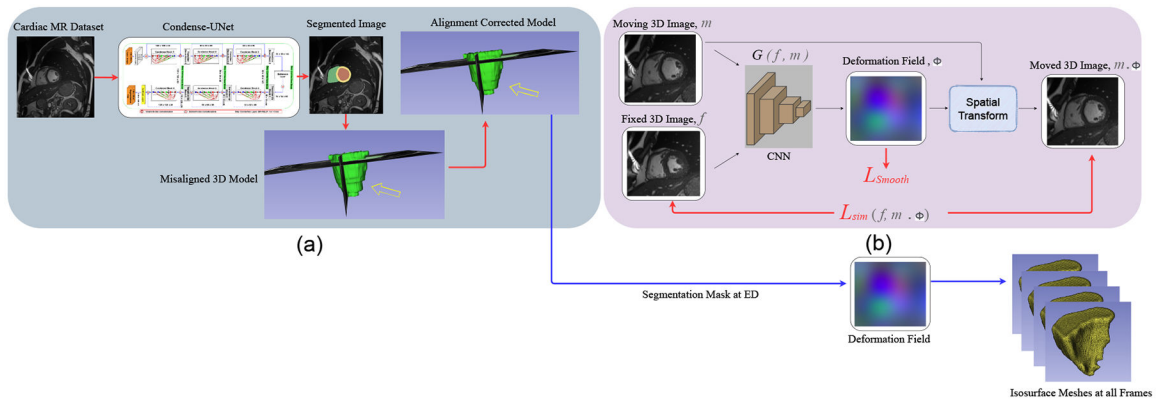 Cardiac MR Dataset
Condense-UNet
Segmented Image
Alignment Corrected Model
Misaligned 3D Model
(a)
Moving 3D Image, m
G (f, m)
Deformation Field , Φ
Moved 3D Image, m.Φ
Spatial
Transform
Fixed 3D Image, f
CNN
LSmooth
Lsim (f, m . Φ)
(b)
Segmentation Mask at ED
Deformation Field
Isosurface Meshes at all Frames